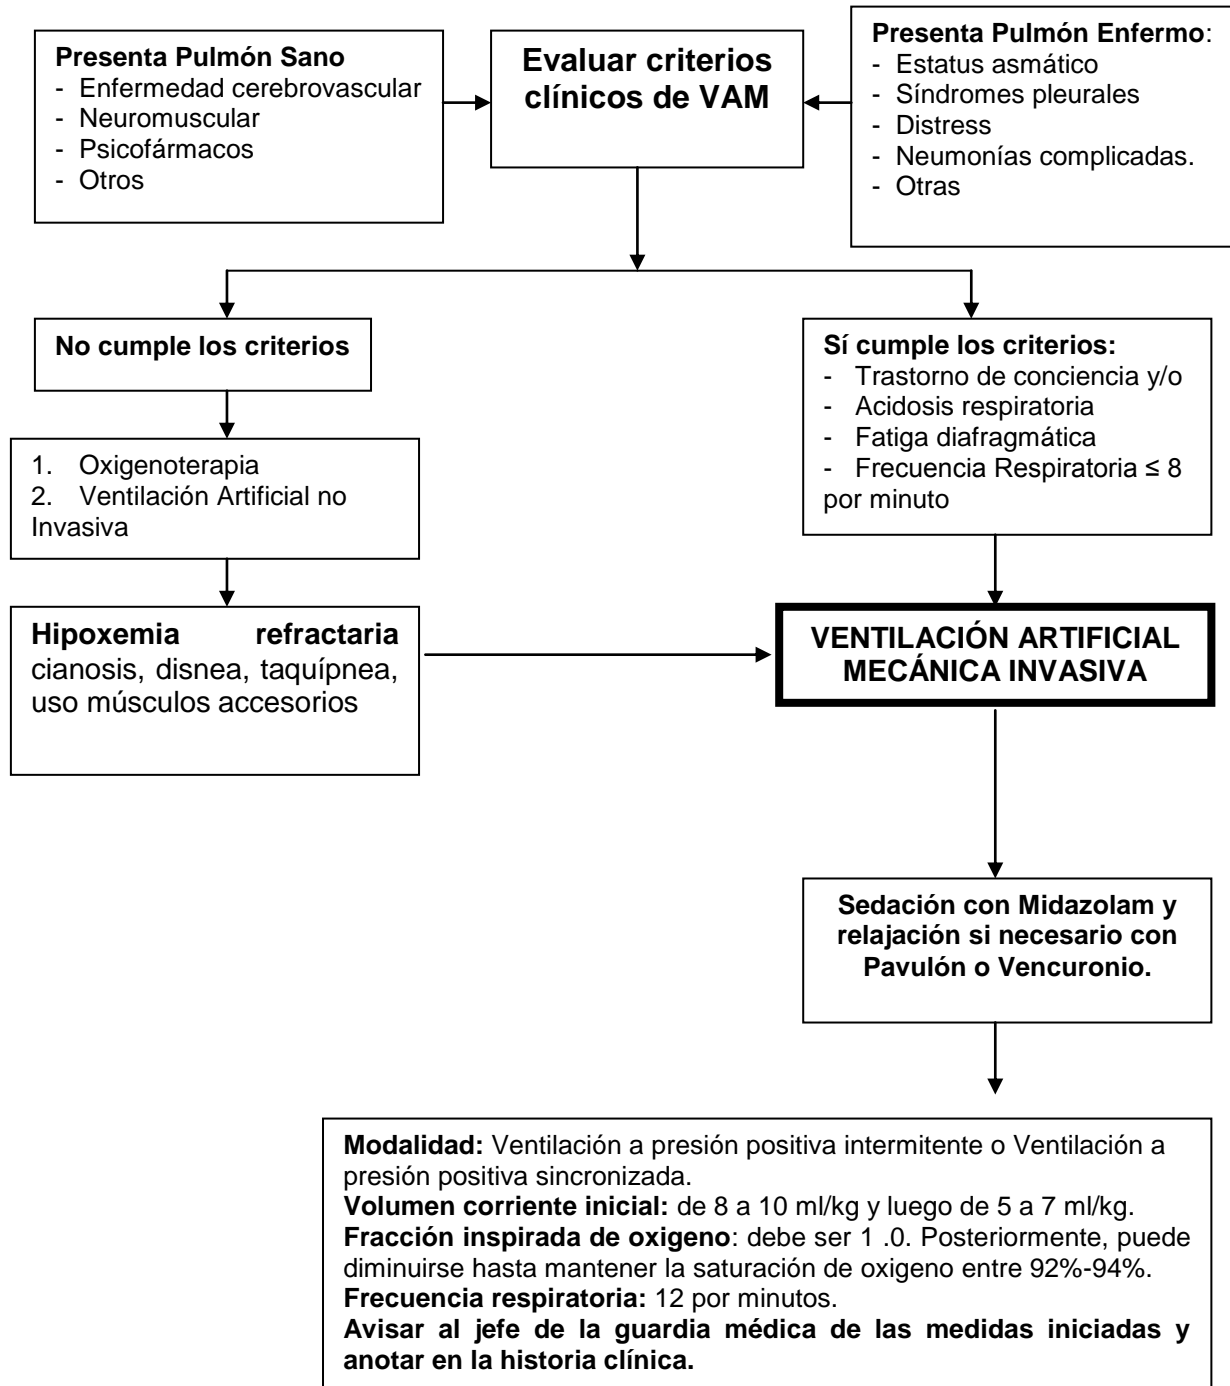 Presenta Pulmón Sano
- Enfermedad cerebrovascular
- Neuromuscular
- Psicofármacos
- Otros
Evaluar criterios
clínicos de VAM
Presenta Pulmón Enfermo:
- Estatus asmático
- Síndromes pleurales
- Distress
- Neumonías complicadas.
- Otras
No cumple los criterios
Sí cumple los criterios:
- Trastorno de conciencia y/o
- Acidosis respiratoria
- Fatiga diafragmática
- Frecuencia Respiratoria ≤ 8
por minuto
1. Oxigenoterapia
2. Ventilación Artificial no
Invasiva
Hipoxemia refractaria
cianosis, disnea, taquípnea,
uso músculos accesorios
VENTILACIÓN ARTIFICIAL
MECÁNICA INVASIVA
Sedación con Midazolam y
relajación si necesario con
Pavulón o Vencuronio.
Modalidad: Ventilación a presión positiva intermitente o Ventilación a
presión positiva sincronizada.
Volumen corriente inicial: de 8 a 10 ml/kg y luego de 5 a 7 ml/kg.
Fracción inspirada de oxigeno: debe ser 1 .0. Posteriormente, puede
diminuirse hasta mantener la saturación de oxigeno entre 92%-94%.
Frecuencia respiratoria: 12 por minutos.
Avisar al jefe de la guardia médica de las medidas iniciadas y
anotar en la historia clínica.